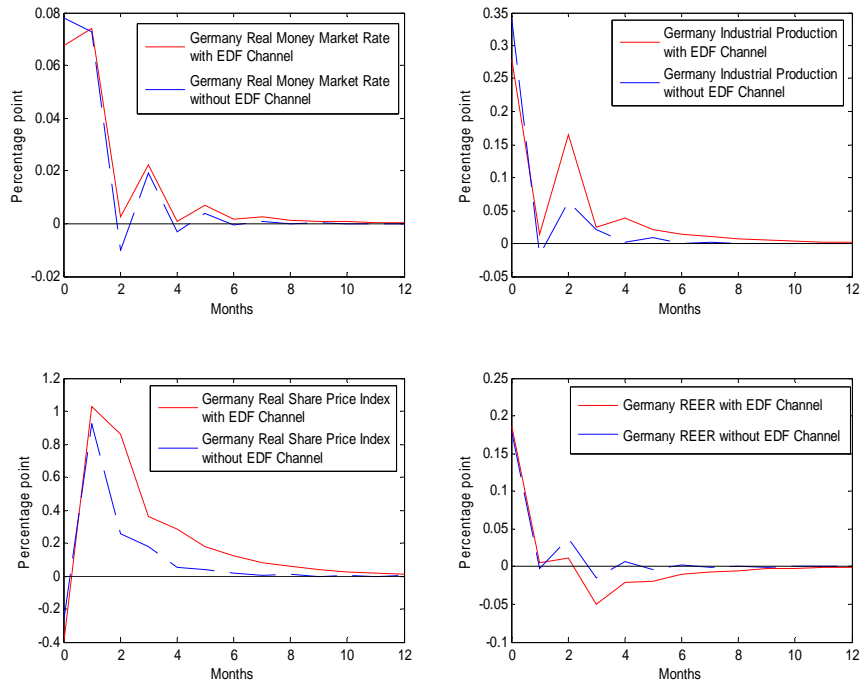 0.08
0.06
0.04
0.02
0
-0.02
Percentage point
0 2 4 6 8 10 12
Months
Germany Real Money Market Rate
with EDF Channel
Germany Real Money Market Rate
without EDF Channel
0.35
0.3
0.25
0.2
0.15
0.1
0.05
0
-0.05
Percentage point
0 2 4 6 8 10 12
Months
Germany Industrial Production
with EDF Channel
Germany Industrial Production
without EDF Channel
1.2
1
0.8
0.6
0.4
0.2
0
-0.2
-0.4
Percentage point
0 2 4 6 8 10 12
Months
Germany Real Share Price Index
with EDF Channel
Germany Real Share Price Index
without EDF Channel
0.25
0.2
0.15
0.1
0.05
0
-0.05
-0.1
Percentage point
0 2 4 6 8 10 12
Months
Germany REER with EDF Channel
Germany REER without EDF Channel